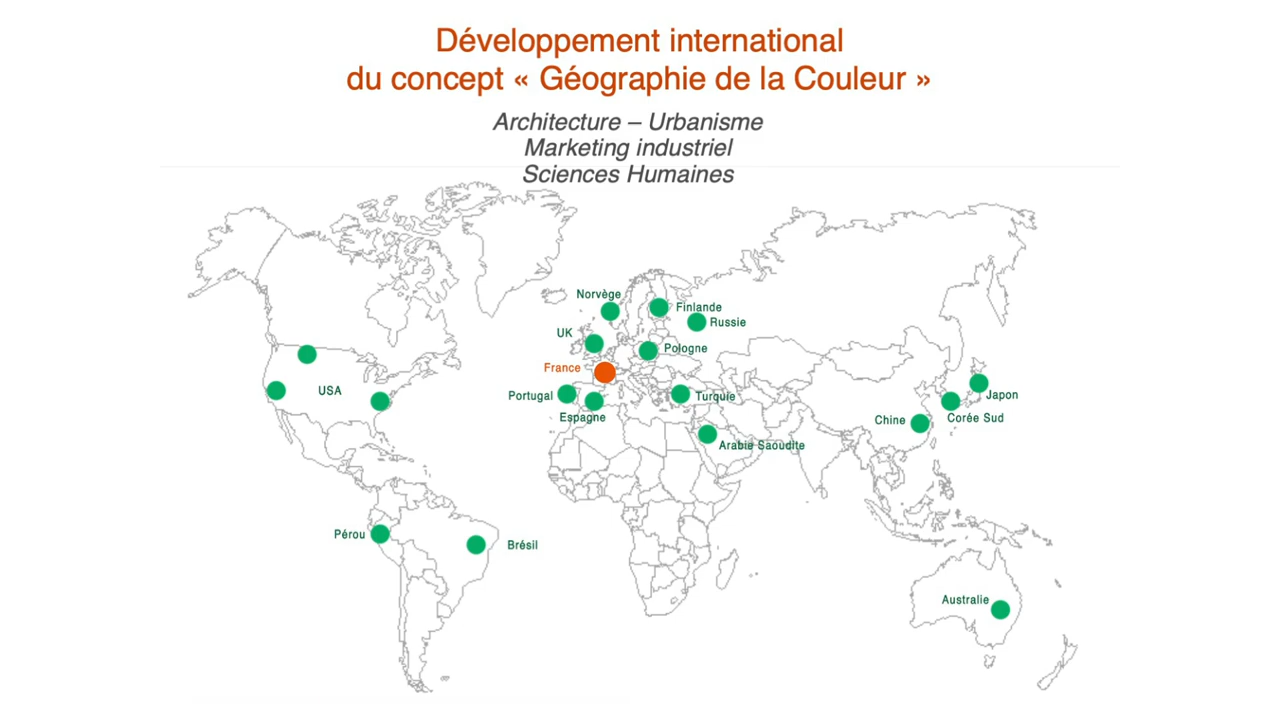 Développement international
du concept « Géographie de la Couleur »
Architecture – Urbanisme
Marketing industriel
Sciences Humaines
Norvège
Finlande
Russie
UK
Pologne
France
USA
Portugal
Turquie
Japon
Espagne
Chine
Corée Sud
Arabie Saoudite
Pérou
Brésil
Australie